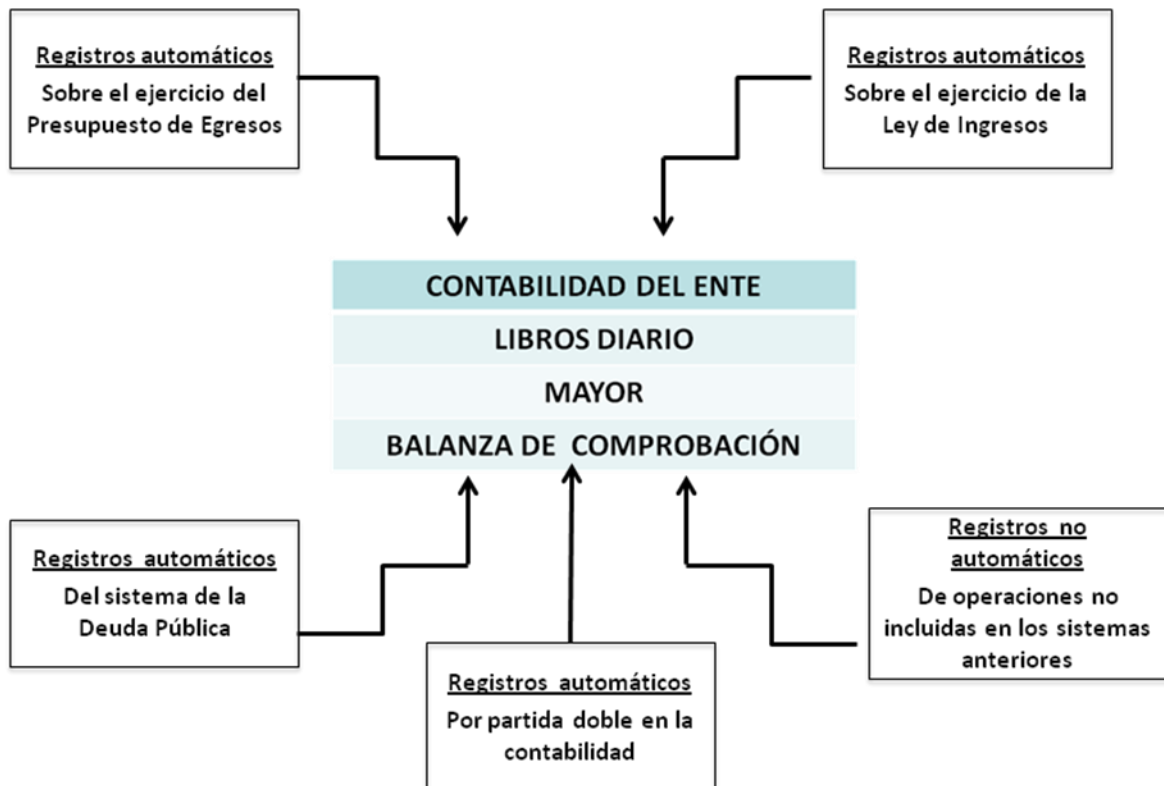 Registros automáticos
Sobre el ejercicio del
Presupuesto de Egresos
Registros automáticos
Sobre el ejercicio de la
Ley de Ingresos
CONTABILIDAD DEL ENTE
LIBROS DIARIO
MAYOR
BALANZA DE COMPROBACIÓN
Registros automáticos
Del sistema de la
Deuda Pública
Registros automáticos
Por partida doble en la
contabilidad
Registros no
automáticos
De operaciones no
incluidas en los sistemas
anteriores